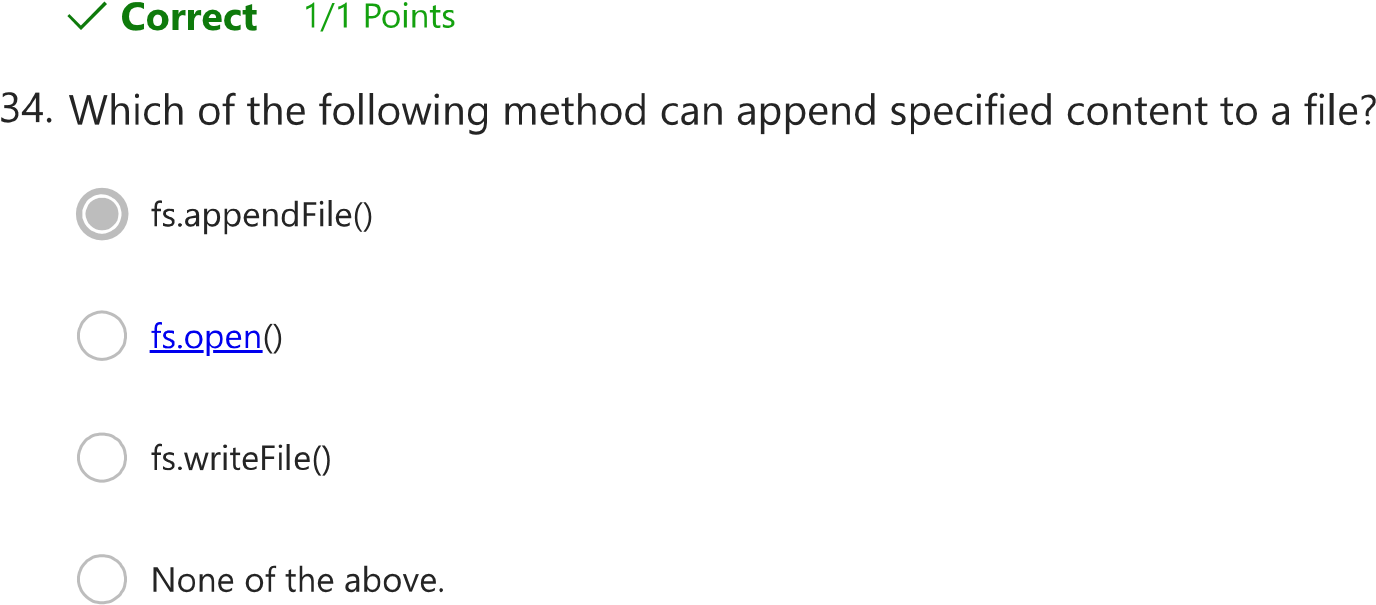 Correct 1/1 Points
34. Which of the following method can append specified content to a file?
fs.appendFile()
fs.open()
fs.writeFile()
None of the above.